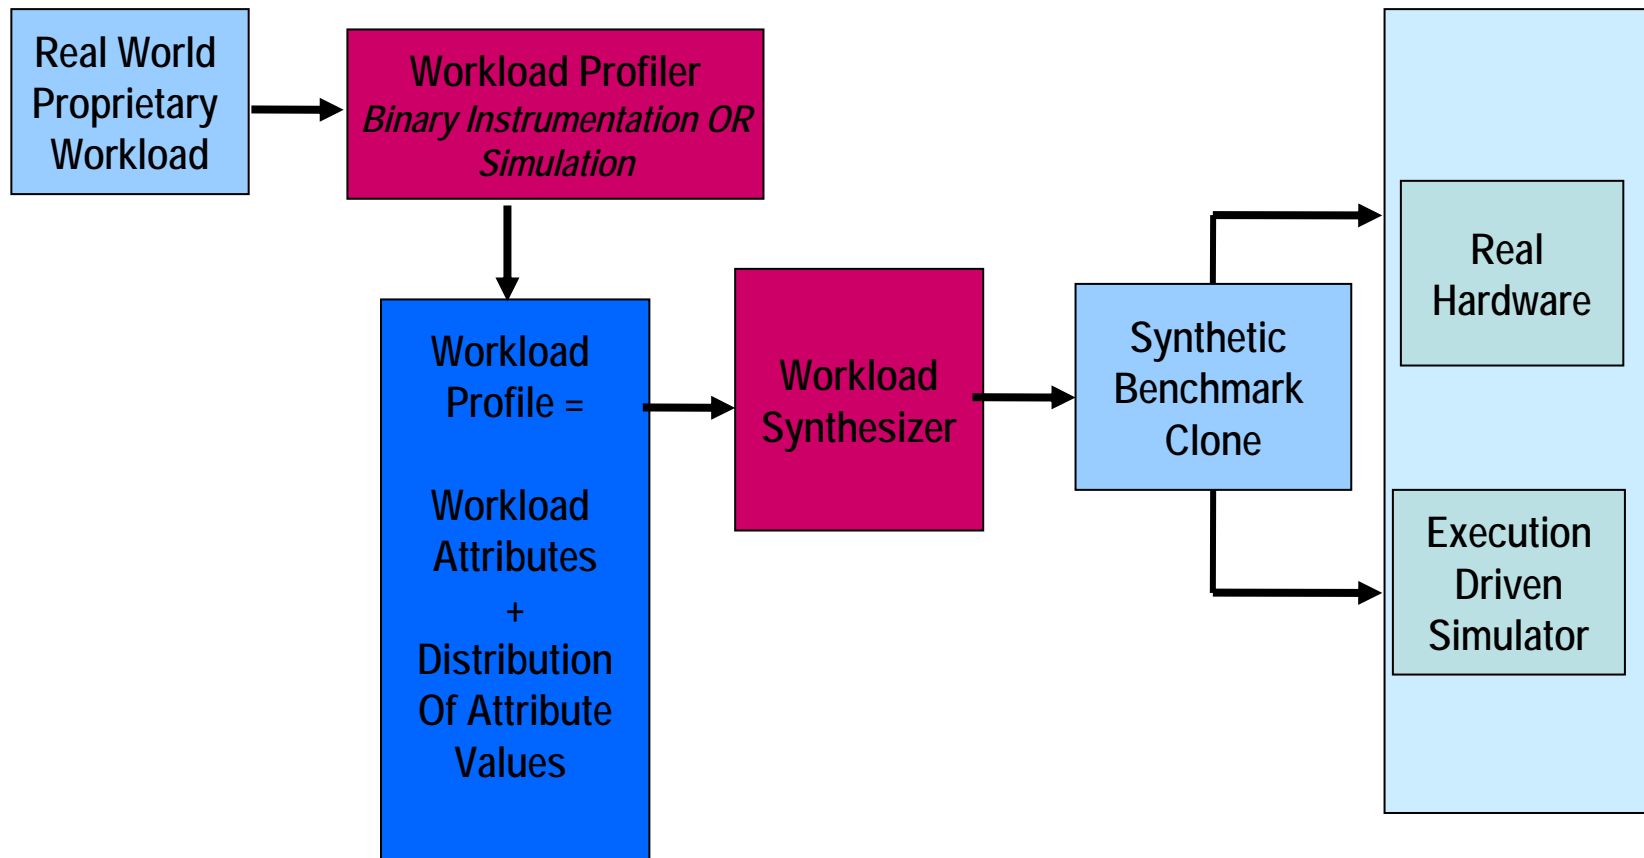 Real World
Proprietary
Workload
Workload Profiler
Binary Instrumentation OR
Simulation
Workload
Profile =
Workload
Attributes
+
Distribution
Of Attribute
Values
Workload
Synthesizer
Synthetic
Benchmark
Clone
Real
Hardware
Execution
Driven
Simulator